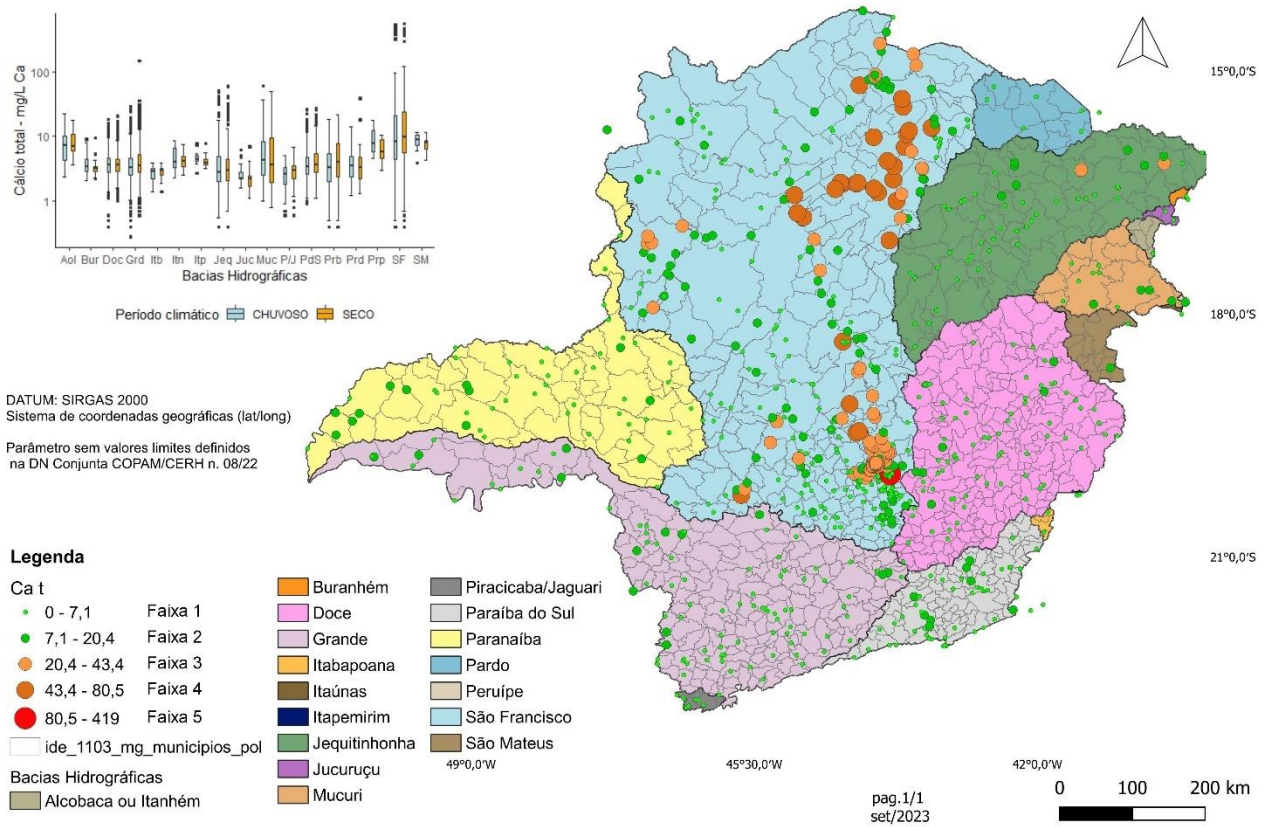 100
10
1
Cálcio total - mg/L Ca
Aol Bur Doc Grd Itb Itn Itp Jeq Juc Muc P/J PdS Prb Prd Prp SF SM
Bacias Hidrográficas
Período climático CHUVOSO SECO
15°0,0'S
18°0,0'S
21°0,0'S
DATUM: SIRGAS 2000
Sistema de coordenadas geográficas (lat/long)
Parâmetro sem valores limites definidos
na DN Conjunta COPAM/CERH n. 08/22
Legenda
Ca t
0 - 7,1 Faixa 1
7,1 - 20,4 Faixa 2
20,4 - 43,4 Faixa 3
43,4 - 80,5 Faixa 4
80,5 - 419 Faixa 5
ide_1103_mg_municipios_pol
Bacias Hidrográficas
Alcobaca ou Itanhém
Buranhém
Doce
Grande
Itabapoana
Itaúnas
Itapemirim
Jequitinhonha
Jucuruçu
Mucuri
Piracicaba/Jaguari
Paraíba do Sul
Paranaíba
Pardo
Peruípe
São Francisco
São Mateus
49°0,0'W
45°30,0'W
42°0,0'W
pag.1/1
set/2023
0 100 200 km